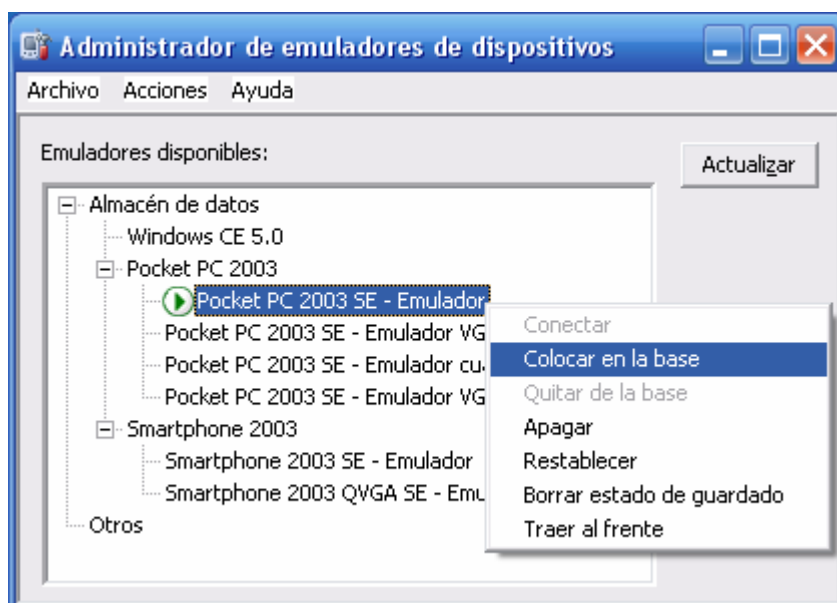 Administrador de emuladores de dispositivos
Archivo Acciones Ayuda
Emuladores disponibles:
Actualizar
Almacén de datos
Windows CE 5.0
Pocket PC 2003
Pocket PC 2003 SE - Emulador
Pocket PC 2003 SE - Emulador VG
Pocket PC 2003 SE - Emulador
Pocket PC 2003 SE - Emulador VG
Smartphone 2003
Smartphone 2003 SE - Emulador
Smartphone 2003 QVGA SE - Emu
Otros
Conectar
Colocar en la base
Quitar de la base
Apagar
Restablecer
Borrar estado de guardado
Traer al frente